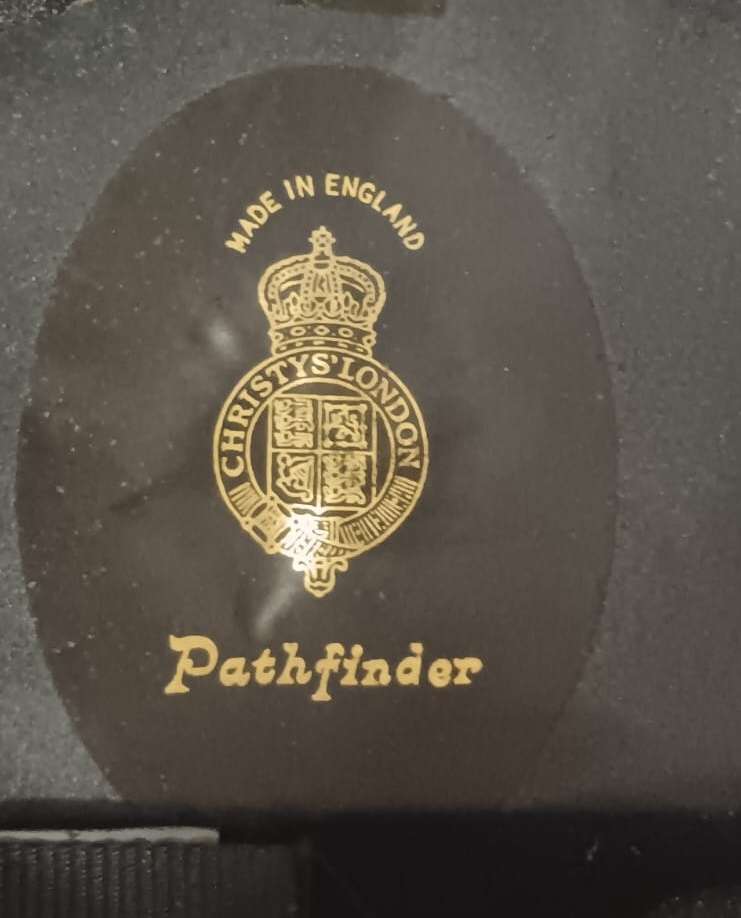 MADE IN ENGLAND
CHRISTYS' LONDON
Pathfinder